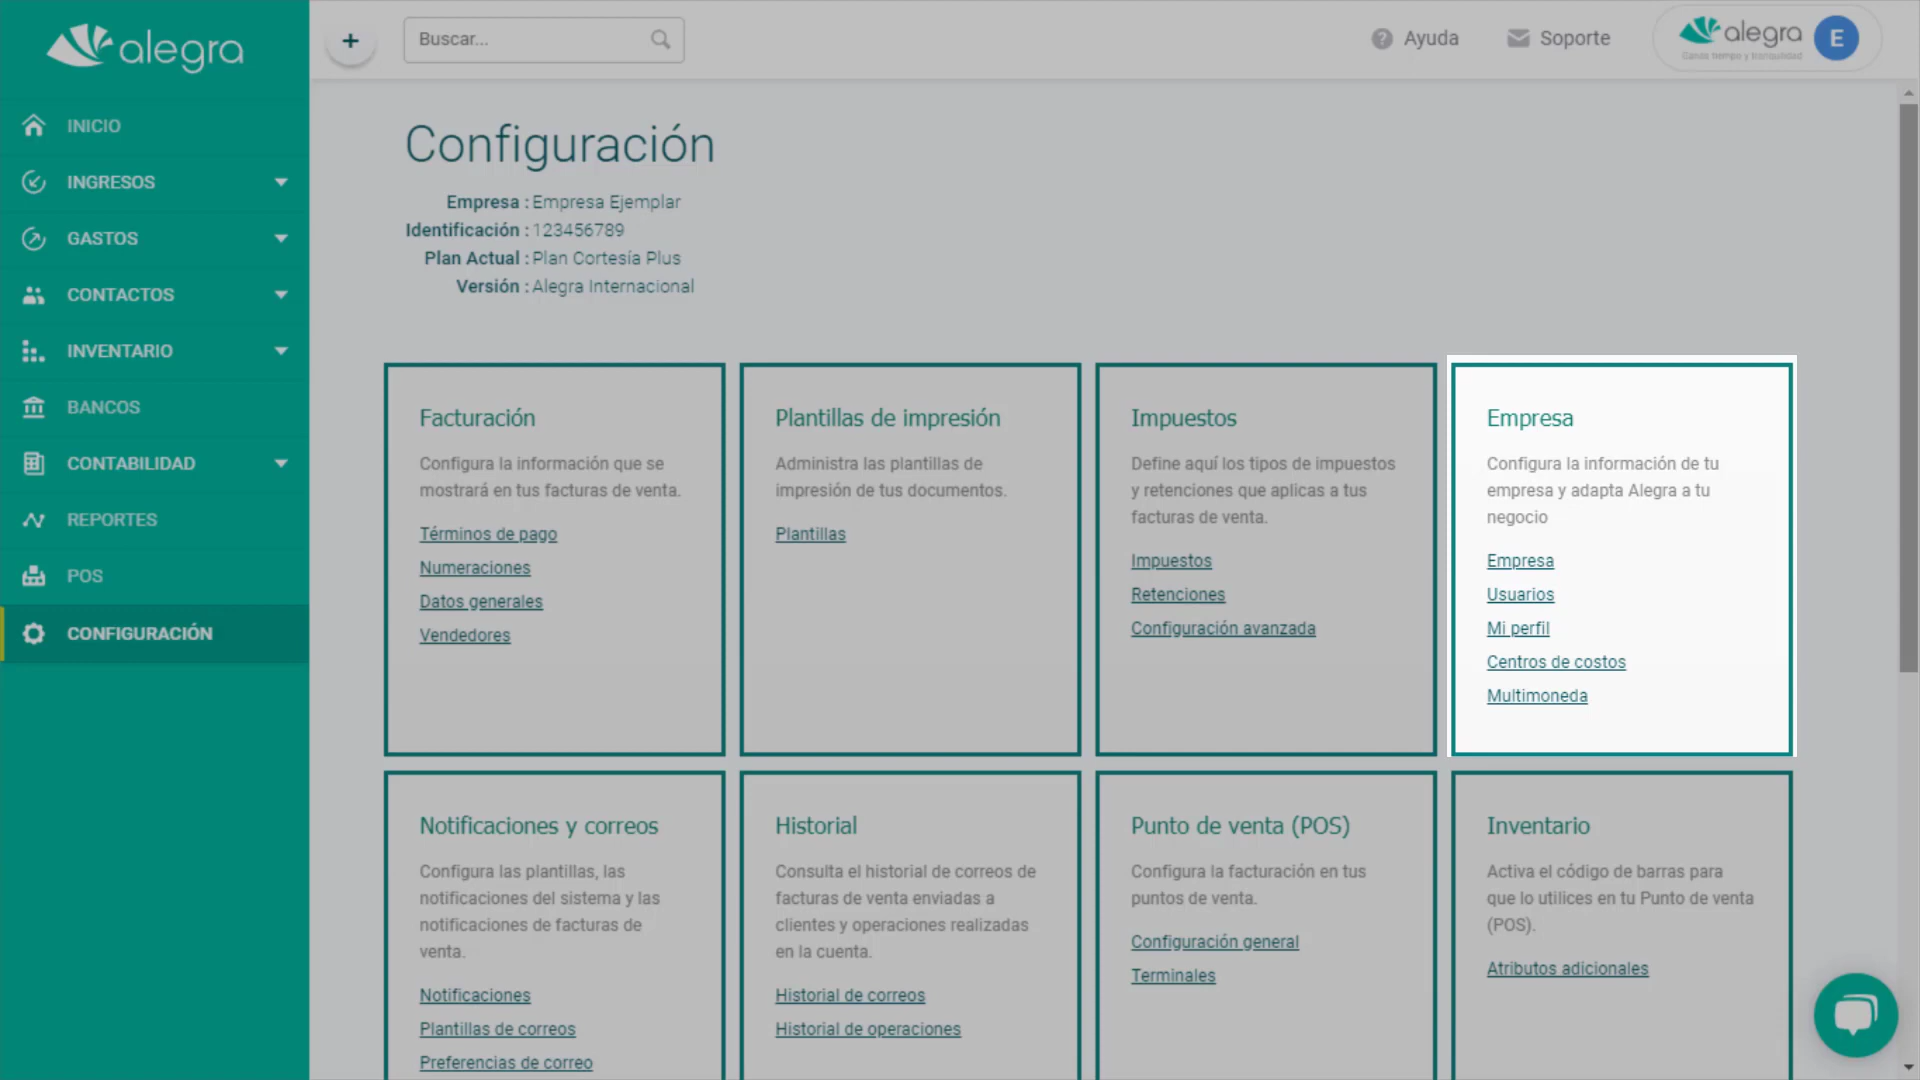 alegra
INICIO
INGRESOS
GASTOS
CONTACTOS
INVENTARIO
BANCOS
CONTABILIDAD
REPORTES
POS
CONFIGURACIÓN
+
Buscar...
Ayuda
Soporte
alegra
Gana tiempo y tranquilidad
E
Configuración
Empresa : Empresa Ejemplar
Identificación : 123456789
Plan Actual : Plan Cortesía Plus
Versión : Alegra Internacional
Facturación
Configura la información que se
mostrará en tus facturas de venta.
Términos de pago
Numeraciones
Datos generales
Vendedores
Plantillas de impresión
Administra las plantillas de
impresión de tus documentos.
Plantillas
Impuestos
Define aquí los tipos de impuestos
y retenciones que aplicas a tus
facturas de venta.
Impuestos
Retenciones
Configuración avanzada
Empresa
Configura la información de tu
empresa y adapta Alegra a tu
negocio
Empresa
Usuarios
Mi perfil
Centros de costos
Multimoneda
Notificaciones y correos
Configura las plantillas, las
notificaciones del sistema y las
notificaciones de facturas de
venta.
Notificaciones
Plantillas de correos
Preferencias de correo
Historial
Consulta el historial de correos de
facturas de venta enviadas a
clientes y operaciones realizadas
en la cuenta.
Historial de correos
Historial de operaciones
Punto de venta (POS)
Configura la facturación en tus
puntos de venta.
Configuración general
Terminales
Inventario
Activa el código de barras para
que lo utilices en tu Punto de venta
(POS).
Atributos adicionales